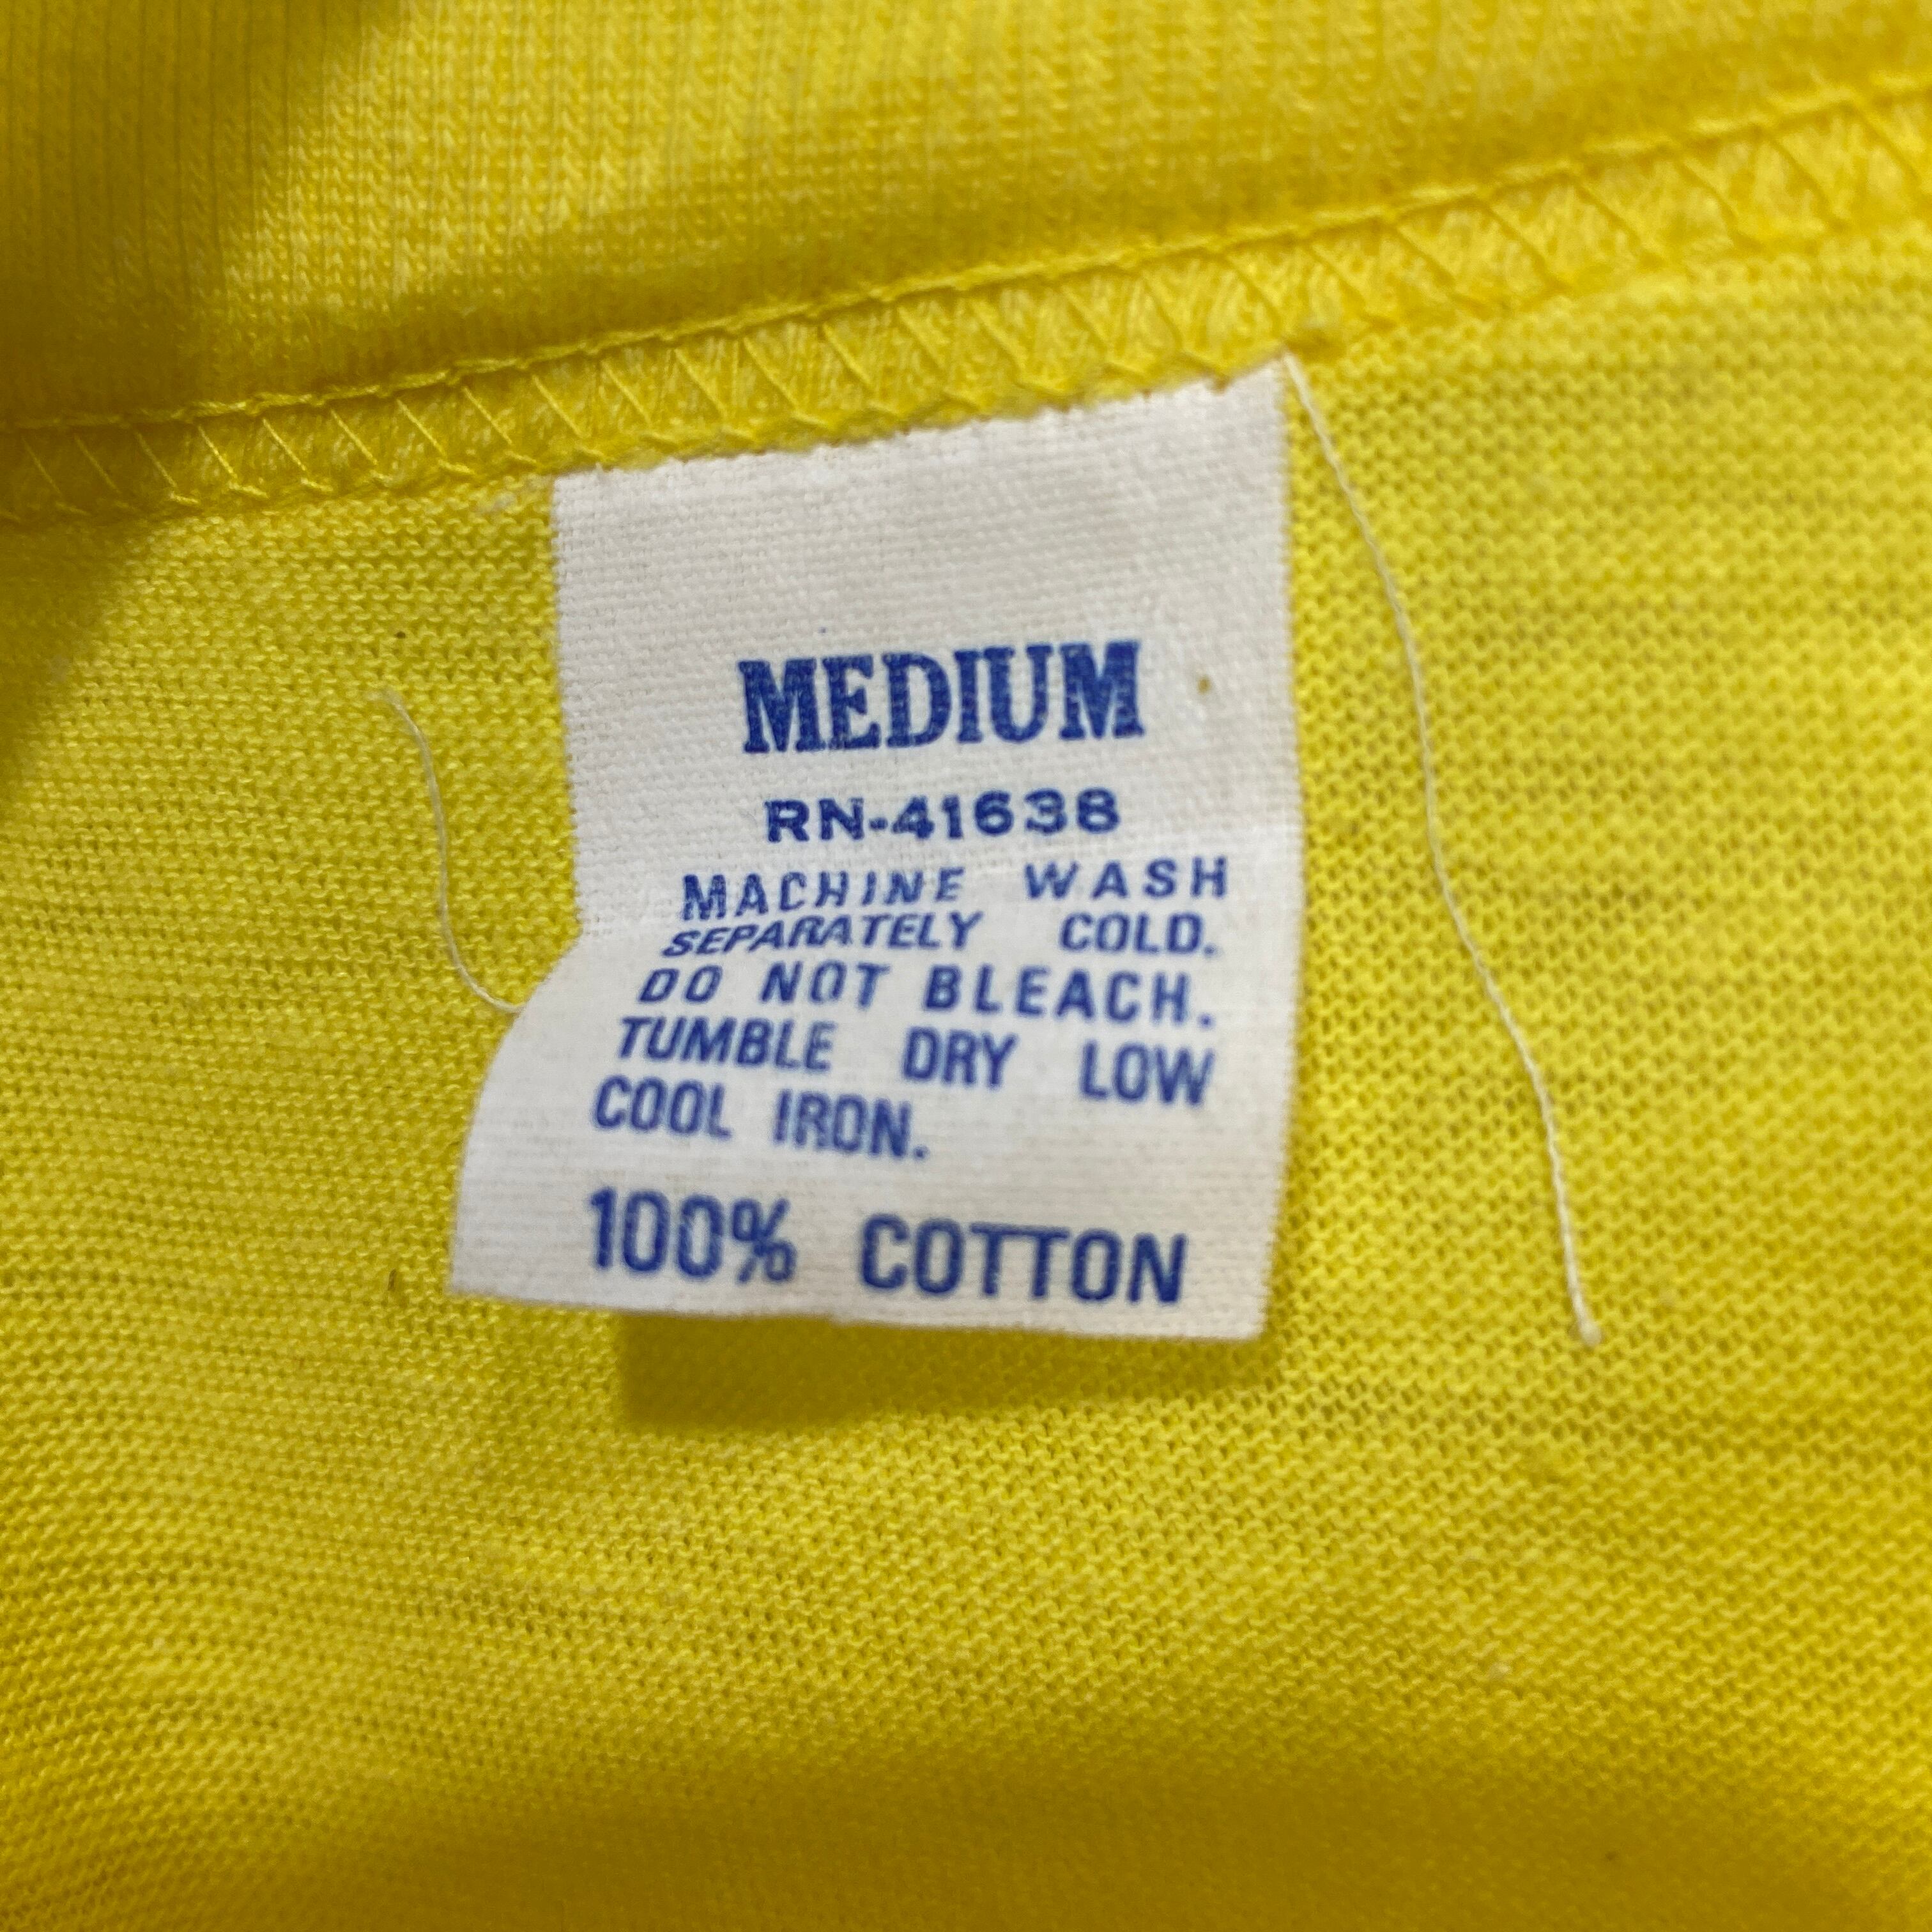 MEDIUM
RN-41638
MACHINE WASH
SEPARATELY COLD.
DO NOT BLEACH.
TUMBLE DRY LOW
COOL IRON.
100% COTTON